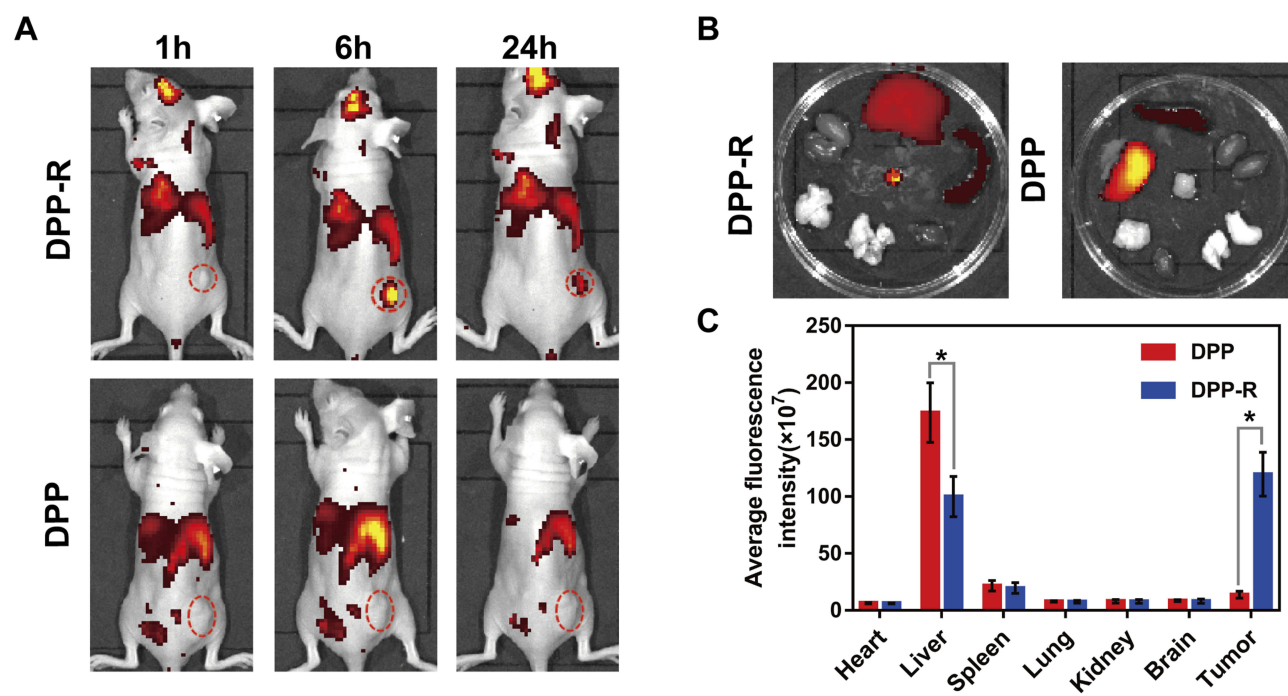 A
1h 6h 24h
DPP-R
DPP
B
DPP-R
DPP
C
Average fluorescence
intensity(×10⁷)
250
200
150
100
50
0
DPP
DPP-R
*
*
Heart
Liver
Spleen
Lung
Kidney
Brain
Tumor